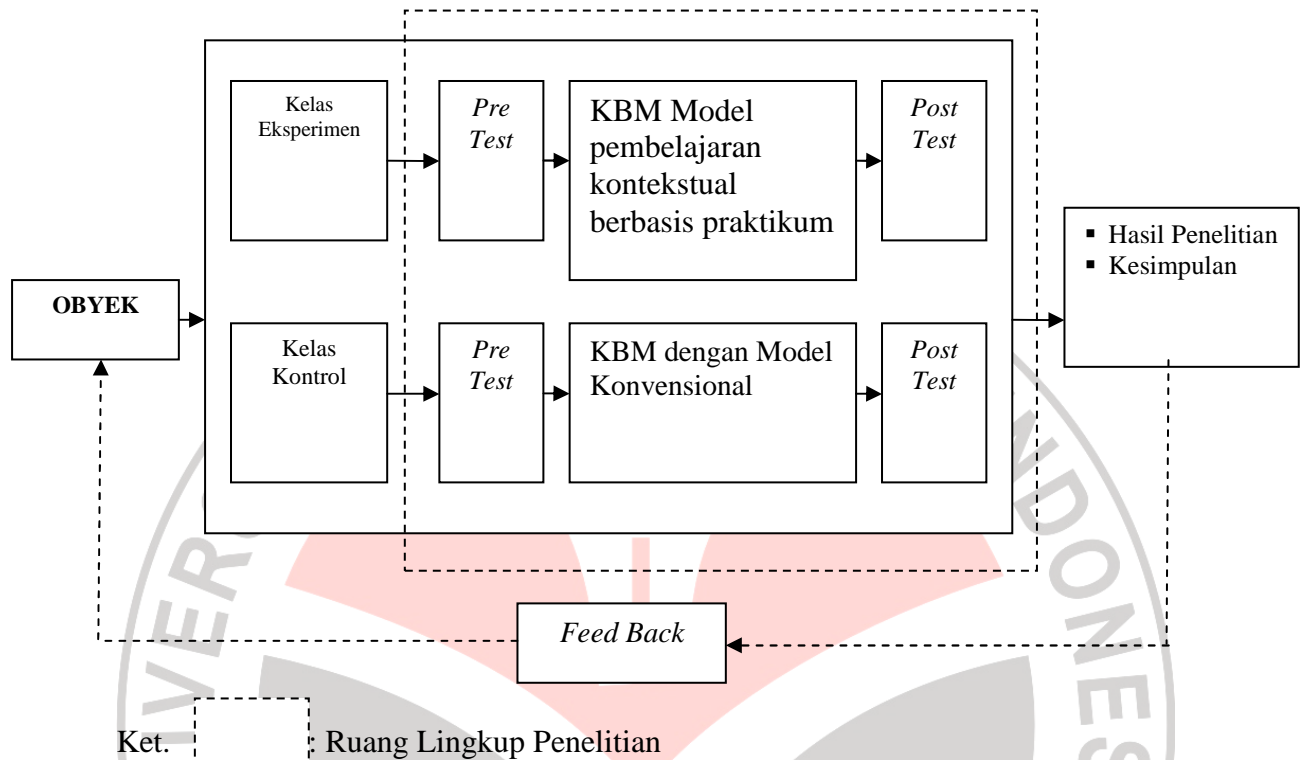 Kelas
Eksperimen
Pre
Test
KBM Model
pembelajaran
kontekstual
berbasis praktikum
Post
Test
▪ Hasil Penelitian
▪ Kesimpulan
OBYEK
Kelas
Kontrol
Pre
Test
KBM dengan Model
Konvensional
Post
Test
Feed Back
Ket. : Ruang Lingkup Penelitian